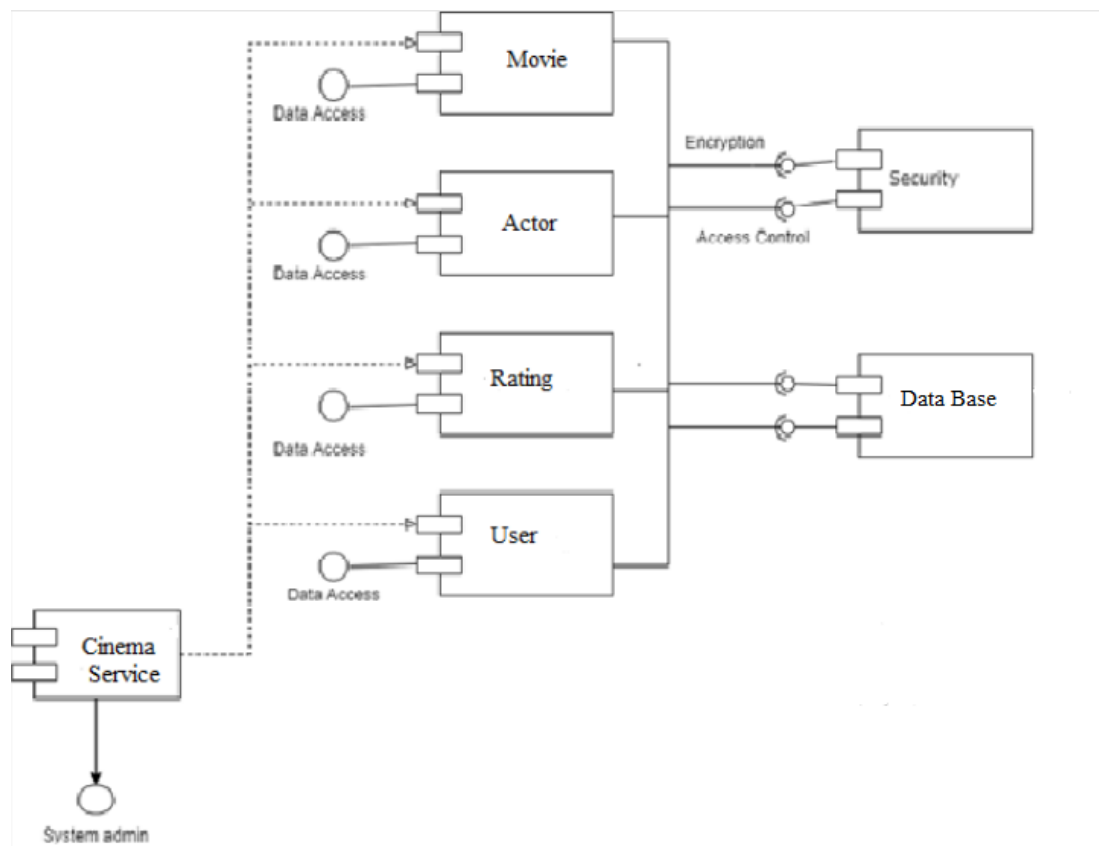 Movie
Data Access
Encryption
Security
Actor
Access Control
Data Access
Rating
Data Base
Data Access
User
Data Access
Cinema
Service
System admin